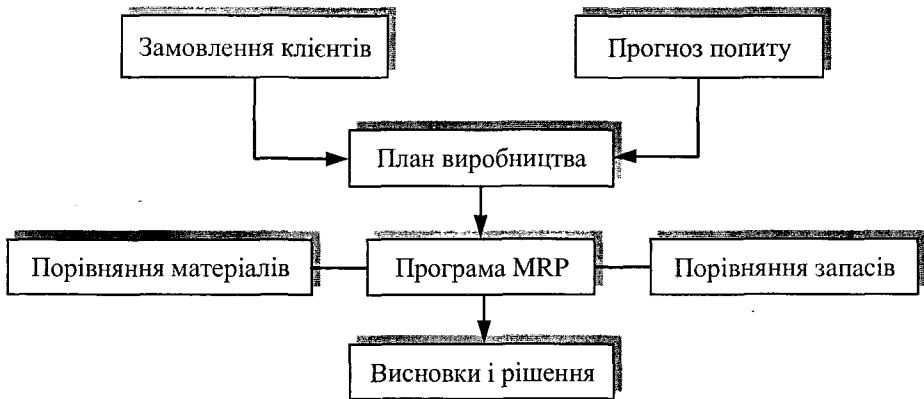 Замовлення клієнтів
Прогноз попиту
План виробництва
Порівняння матеріалів
Програма MRP
Порівняння запасів
Висновки і рішення